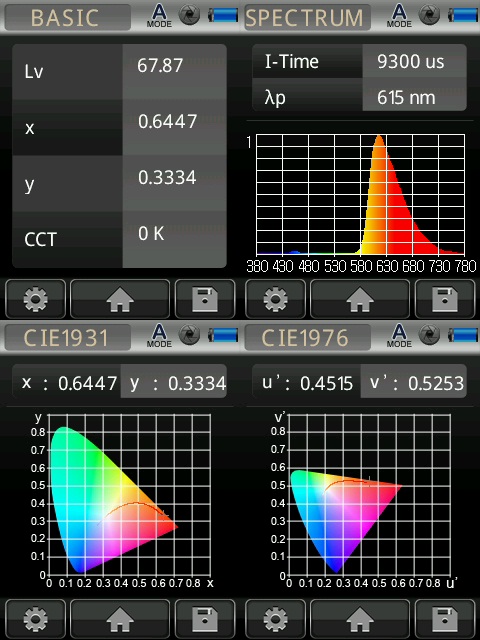 BASIC
A
MODE
Lv 67.87
x 0.6447
y 0.3334
CCT 0 K
SPECTRUM
A
MODE
I-Time 9300 us
λp 615 nm
1
380 430 480 530 580 630 680 730 780
CIE1931
A
MODE
x : 0.6447 y : 0.3334
y
0.8
0.7
0.6
0.5
0.4
0.3
0.2
0.1
0
0 0.1 0.2 0.3 0.4 0.5 0.6 0.7 0.8 x
CIE1976
A
MODE
u' : 0.4515 v' : 0.5253
v'
0.8
0.7
0.6
0.5
0.4
0.3
0.2
0.1
0
0 0.1 0.2 0.3 0.4 0.5 0.6 0.7 0.8 u'